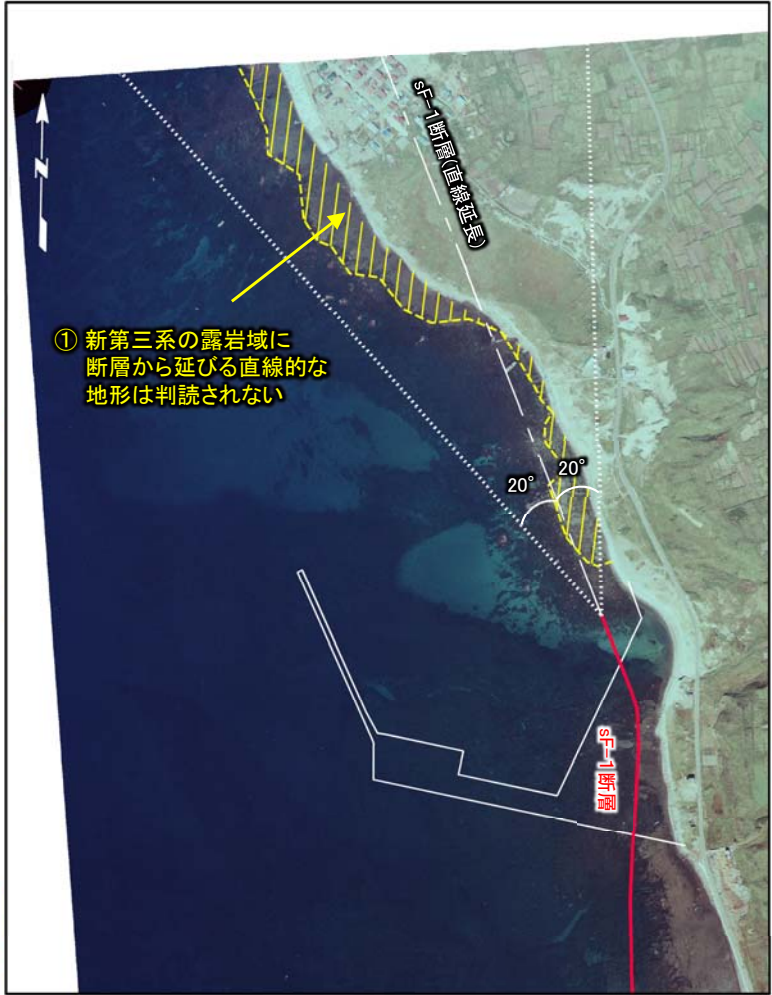 N
sF-1断層(直線延長)
① 新第三系の露岩域に
断層から延びる直線的な
地形は判読されない
20°
20°
sF-1断層